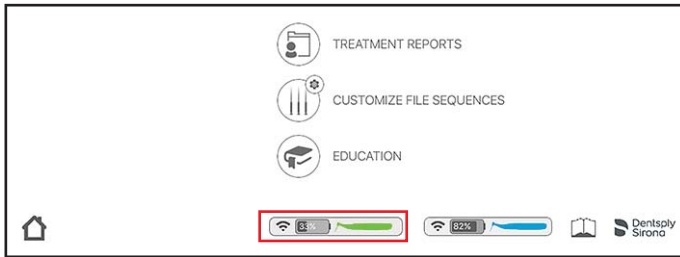 TREATMENT REPORTS
CUSTOMIZE FILE SEQUENCES
EDUCATION
33% 82% Dentsply
Sirona